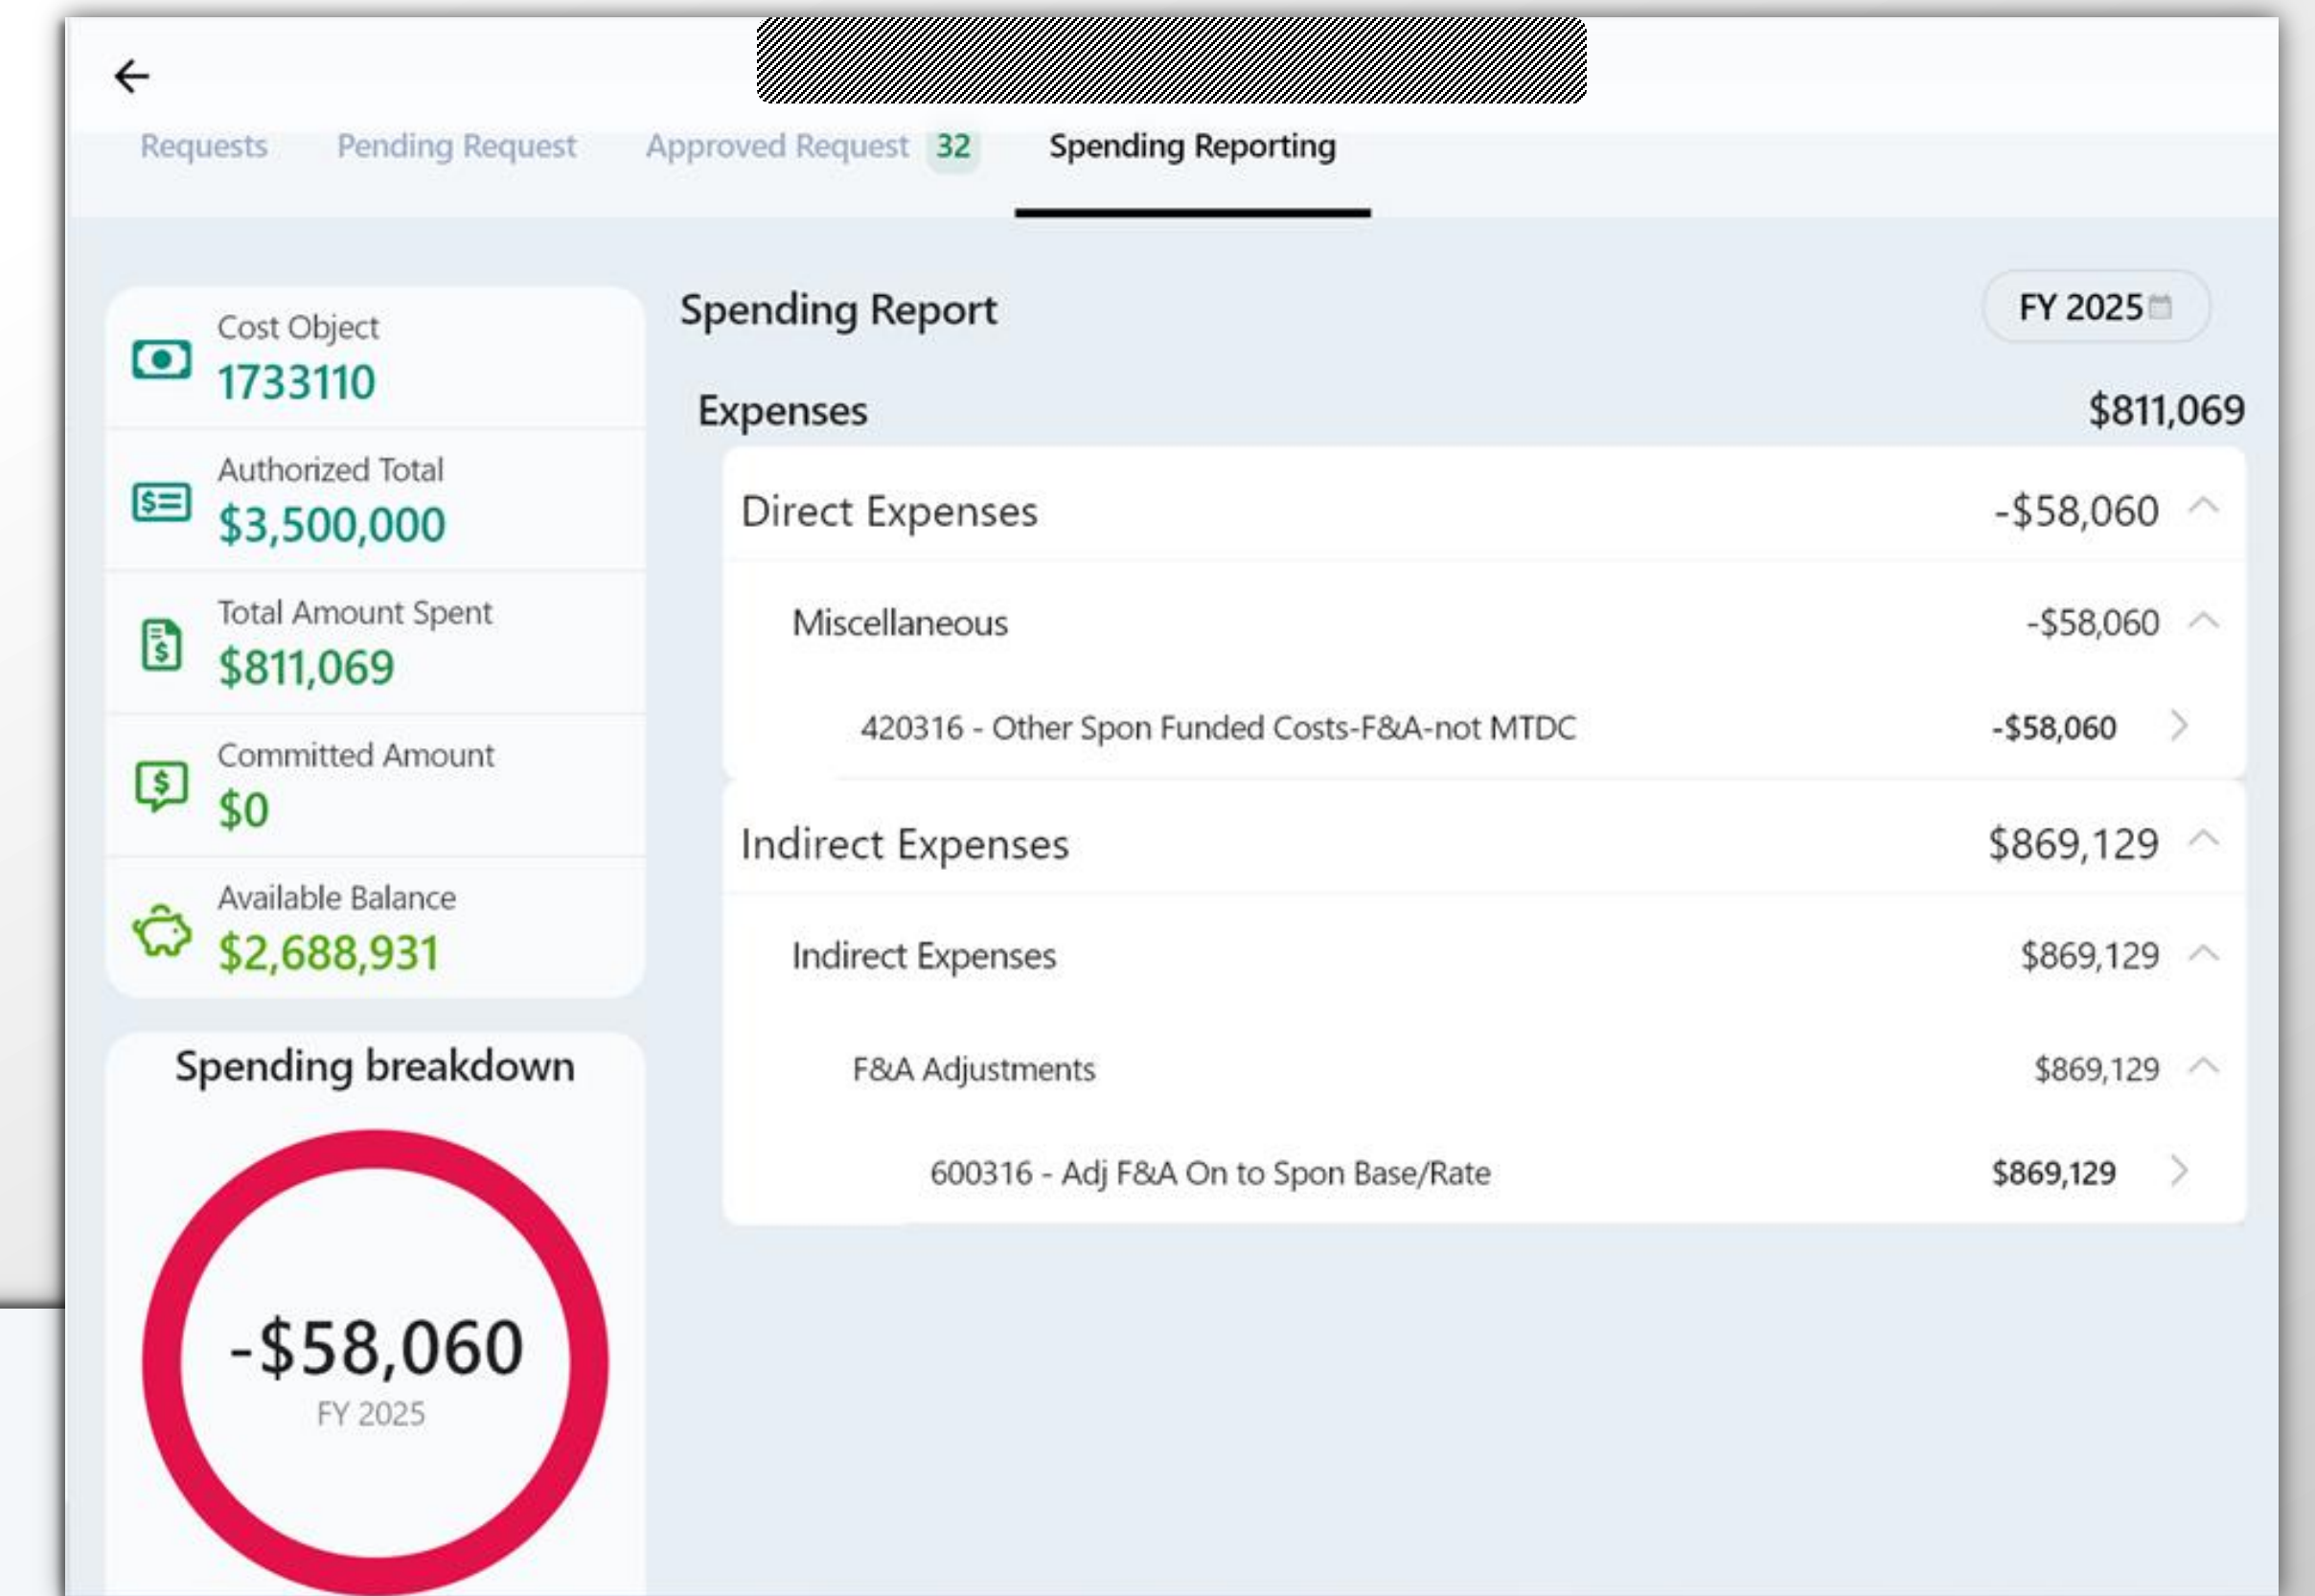 Requests Pending Request Approved Request 32 Spending Reporting
Cost Object
1733110
Authorized Total
$3,500,000
Total Amount Spent
$811,069
Committed Amount
$0
Available Balance
$2,688,931
Spending breakdown
-$58,060
FY 2025
Spending Report FY 2025
Expenses $811,069
Direct Expenses -$58,060
Miscellaneous -$58,060
420316 - Other Spon Funded Costs-F&A-not MTDC -$58,060
Indirect Expenses $869,129
Indirect Expenses $869,129
F&A Adjustments $869,129
600316 - Adj F&A On to Spon Base/Rate $869,129